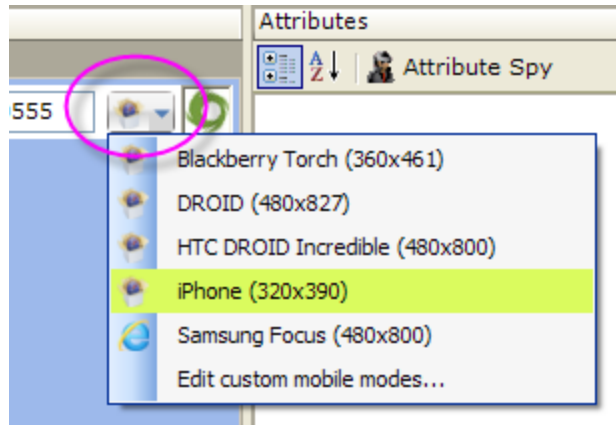 Attributes
A
Z
Attribute Spy
555
Blackberry Torch (360x461)
DROID (480x827)
HTC DROID Incredible (480x800)
iPhone (320x390)
Samsung Focus (480x800)
Edit custom mobile modes...